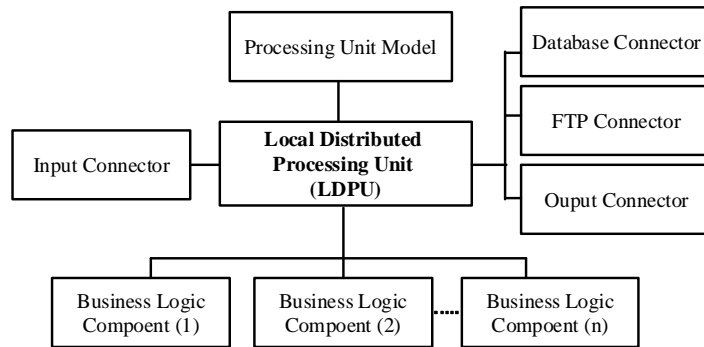 Processing Unit Model
Database Connector
FTP Connector
Ouput Connector
Input Connector
Local Distributed
Processing Unit
(LDPU)
Business Logic
Compoent (1)
Business Logic
Compoent (2)
Business Logic
Compoent (n)